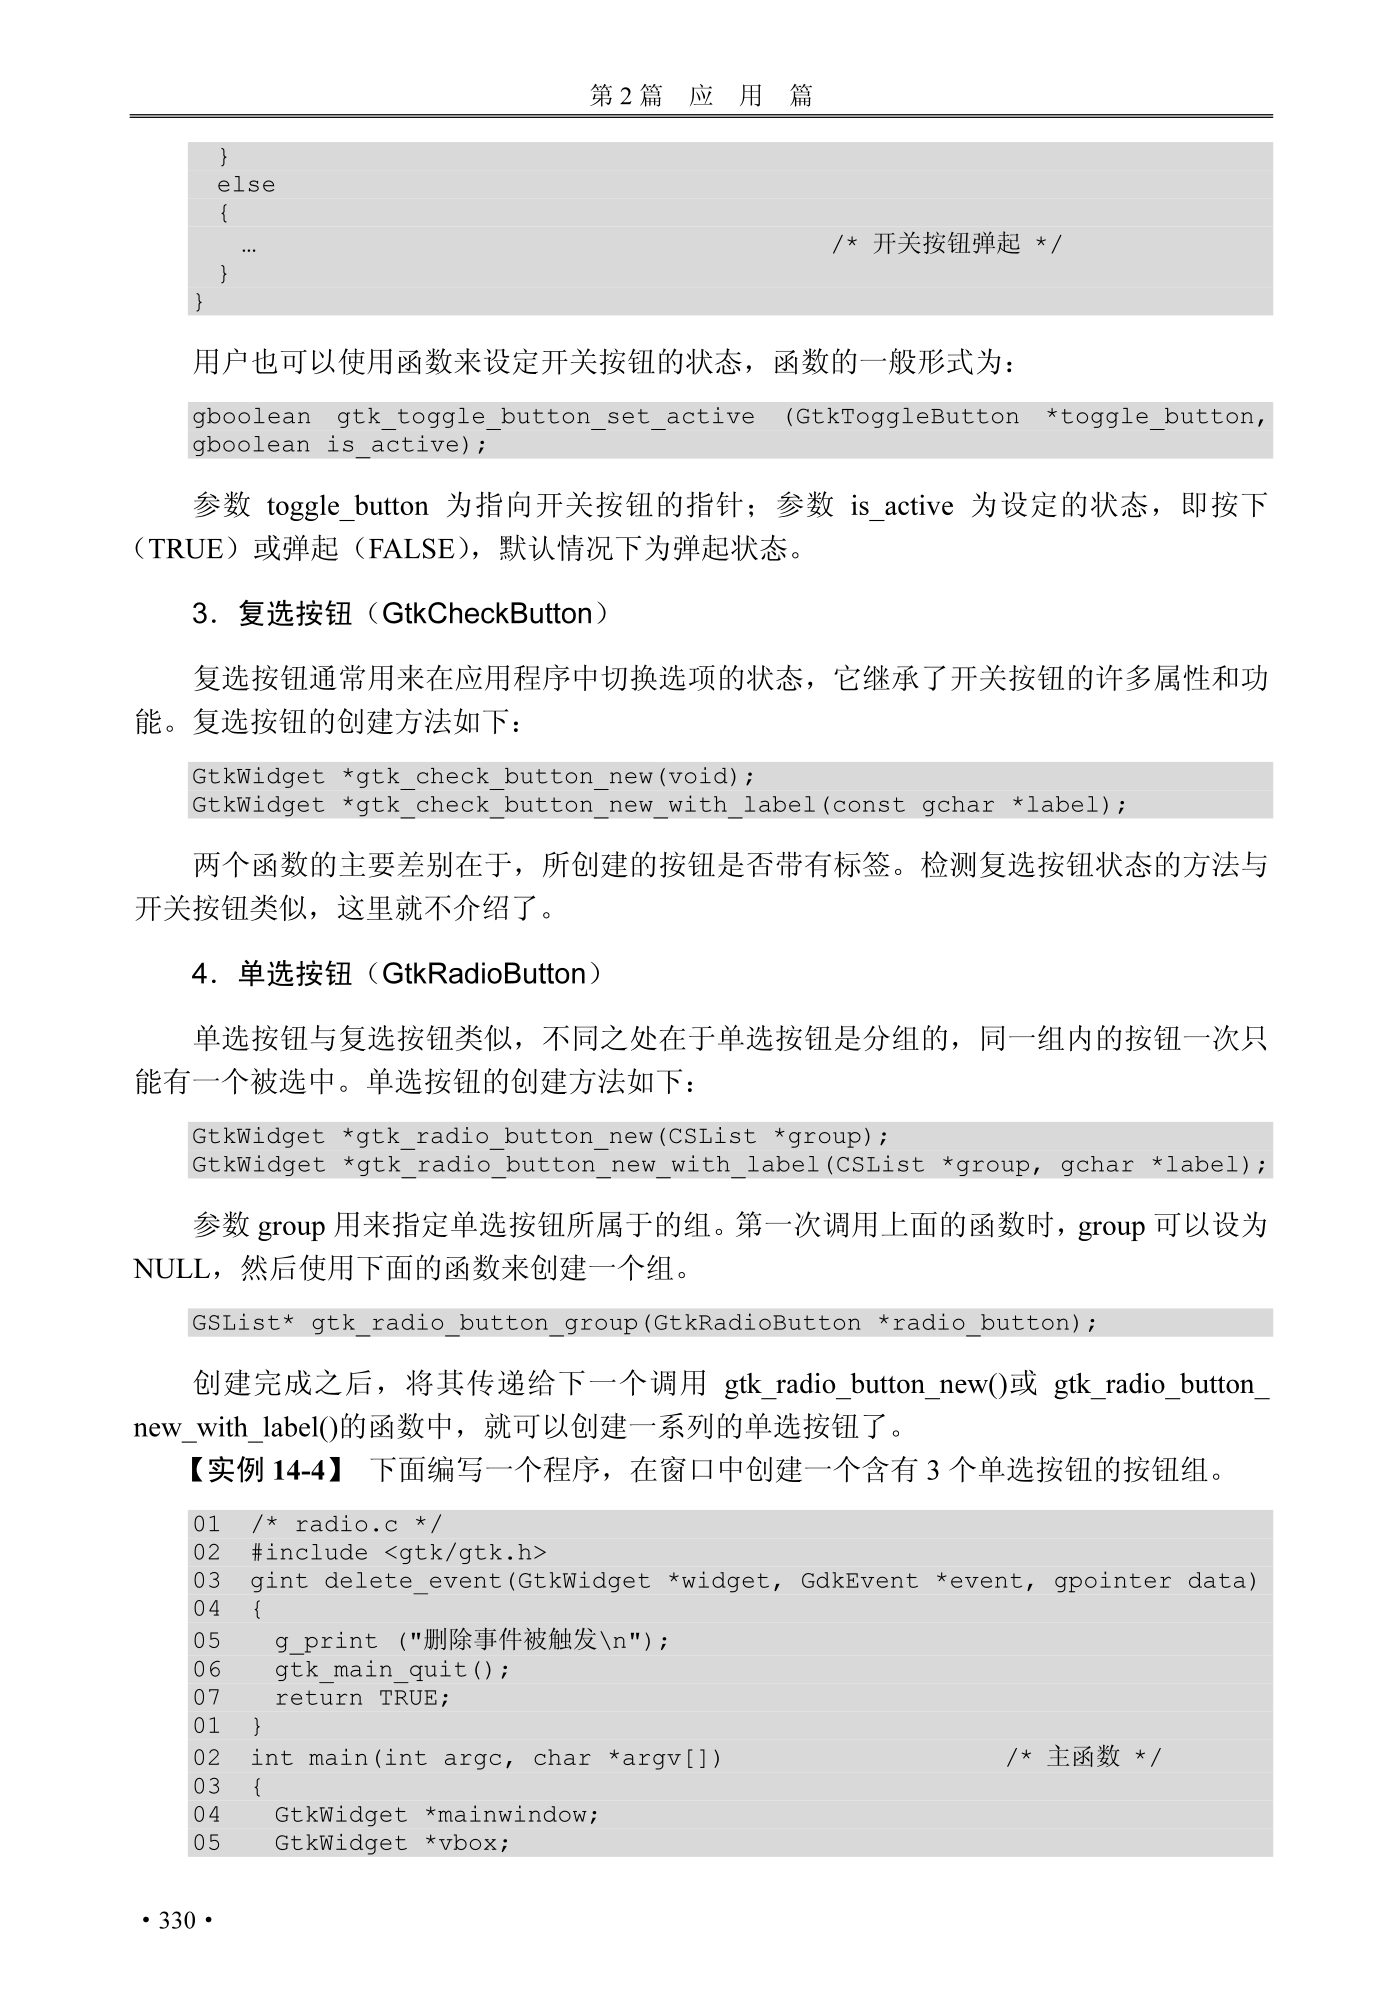 第 2 篇　应　用　篇
}
else
{
…　/* 开关按钮弹起 */
}
}
用户也可以使用函数来设定开关按钮的状态，函数的一般形式为：
gboolean gtk_toggle_button_set_active (GtkToggleButton *toggle_button,
gboolean is_active);
参数 toggle_button 为指向开关按钮的指针；参数 is_active 为设定的状态，即按下
（TRUE）或弹起（FALSE），默认情况下为弹起状态。
3．复选按钮（GtkCheckButton）
复选按钮通常用来在应用程序中切换选项的状态，它继承了开关按钮的许多属性和功
能。复选按钮的创建方法如下：
GtkWidget *gtk_check_button_new(void);
GtkWidget *gtk_check_button_new_with_label(const gchar *label);
两个函数的主要差别在于，所创建的按钮是否带有标签。检测复选按钮状态的方法与
开关按钮类似，这里就不介绍了。
4．单选按钮（GtkRadioButton）
单选按钮与复选按钮类似，不同之处在于单选按钮是分组的，同一组内的按钮一次只
能有一个被选中。单选按钮的创建方法如下：
GtkWidget *gtk_radio_button_new(CSList *group);
GtkWidget *gtk_radio_button_new_with_label(CSList *group, gchar *label);
参数 group 用来指定单选按钮所属于的组。第一次调用上面的函数时，group 可以设为
NULL，然后使用下面的函数来创建一个组。
GSList* gtk_radio_button_group(GtkRadioButton *radio_button);
创建完成之后，将其传递给下一个调用 gtk_radio_button_new()或 gtk_radio_button_
new_with_label()的函数中，就可以创建一系列的单选按钮了。
【实例 14-4】 下面编写一个程序，在窗口中创建一个含有 3 个单选按钮的按钮组。
01 /* radio.c */
02 #include <gtk/gtk.h>
03 gint delete_event(GtkWidget *widget, GdkEvent *event, gpointer data)
04 {
05 g_print ("删除事件被触发\n");
06 gtk_main_quit();
07 return TRUE;
01 }
02 int main(int argc, char *argv[])　/* 主函数 */
03 {
04 GtkWidget *mainwindow;
05 GtkWidget *vbox;
·330·